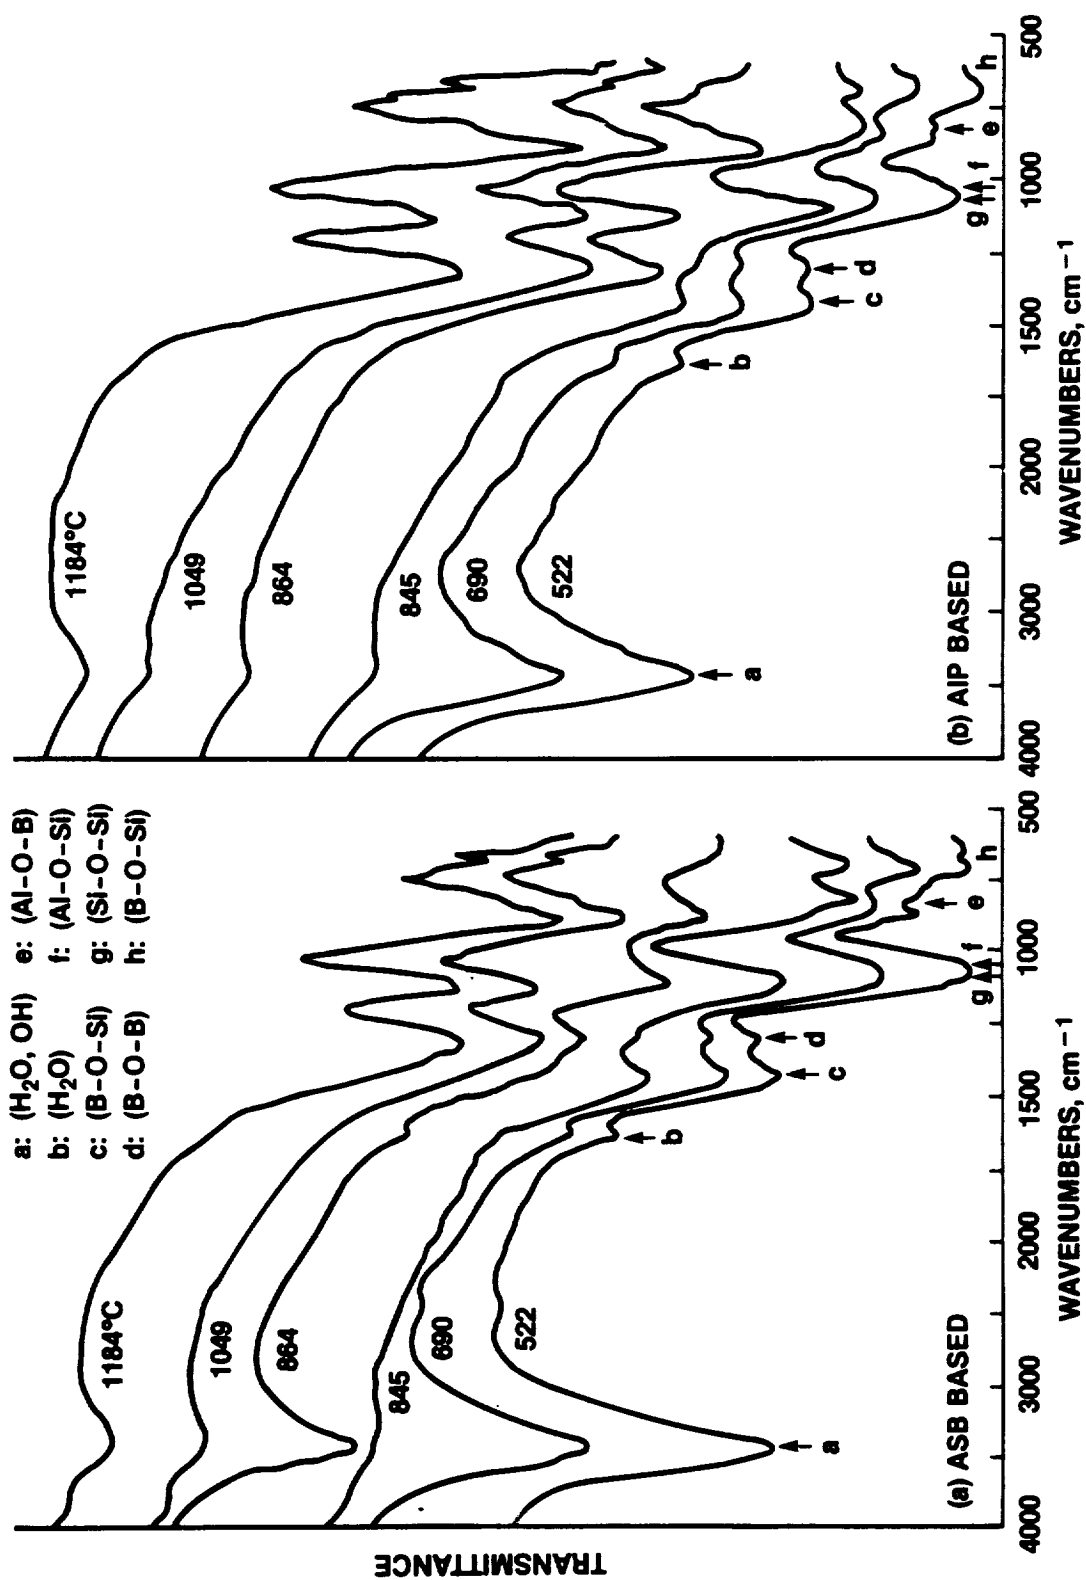 a: (H₂O, OH)
b: (H₂O)
c: (B-O-Si)
d: (B-O-B)
e: (Al-O-B)
f: (Al-O-Si)
g: (Si-O-Si)
h: (B-O-Si)
TRANSMITTANCE
1184ºC
1049
864
845
690
522
a
b
c
d
g
f
e
h
(a) ASB BASED
4000
3000
2000
1500
1000
500
WAVENUMBERS, cm⁻¹
1184ºC
1049
864
845
690
522
a
b
c
d
g
f
e
h
(b) AIP BASED
4000
3000
2000
1500
1000
500
WAVENUMBERS, cm⁻¹